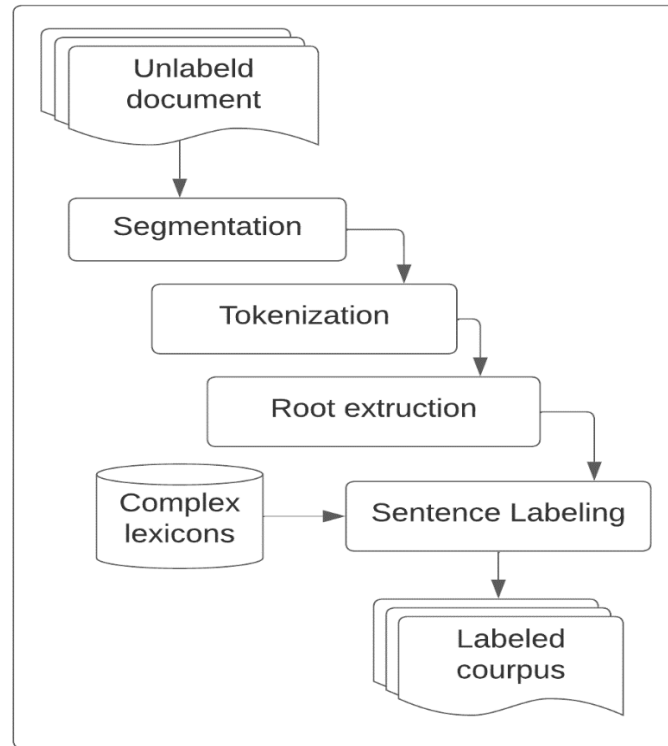 Unlabeld
document
Segmentation
Tokenization
Root extruction
Complex
lexicons
Sentence Labeling
Labeled
courpus